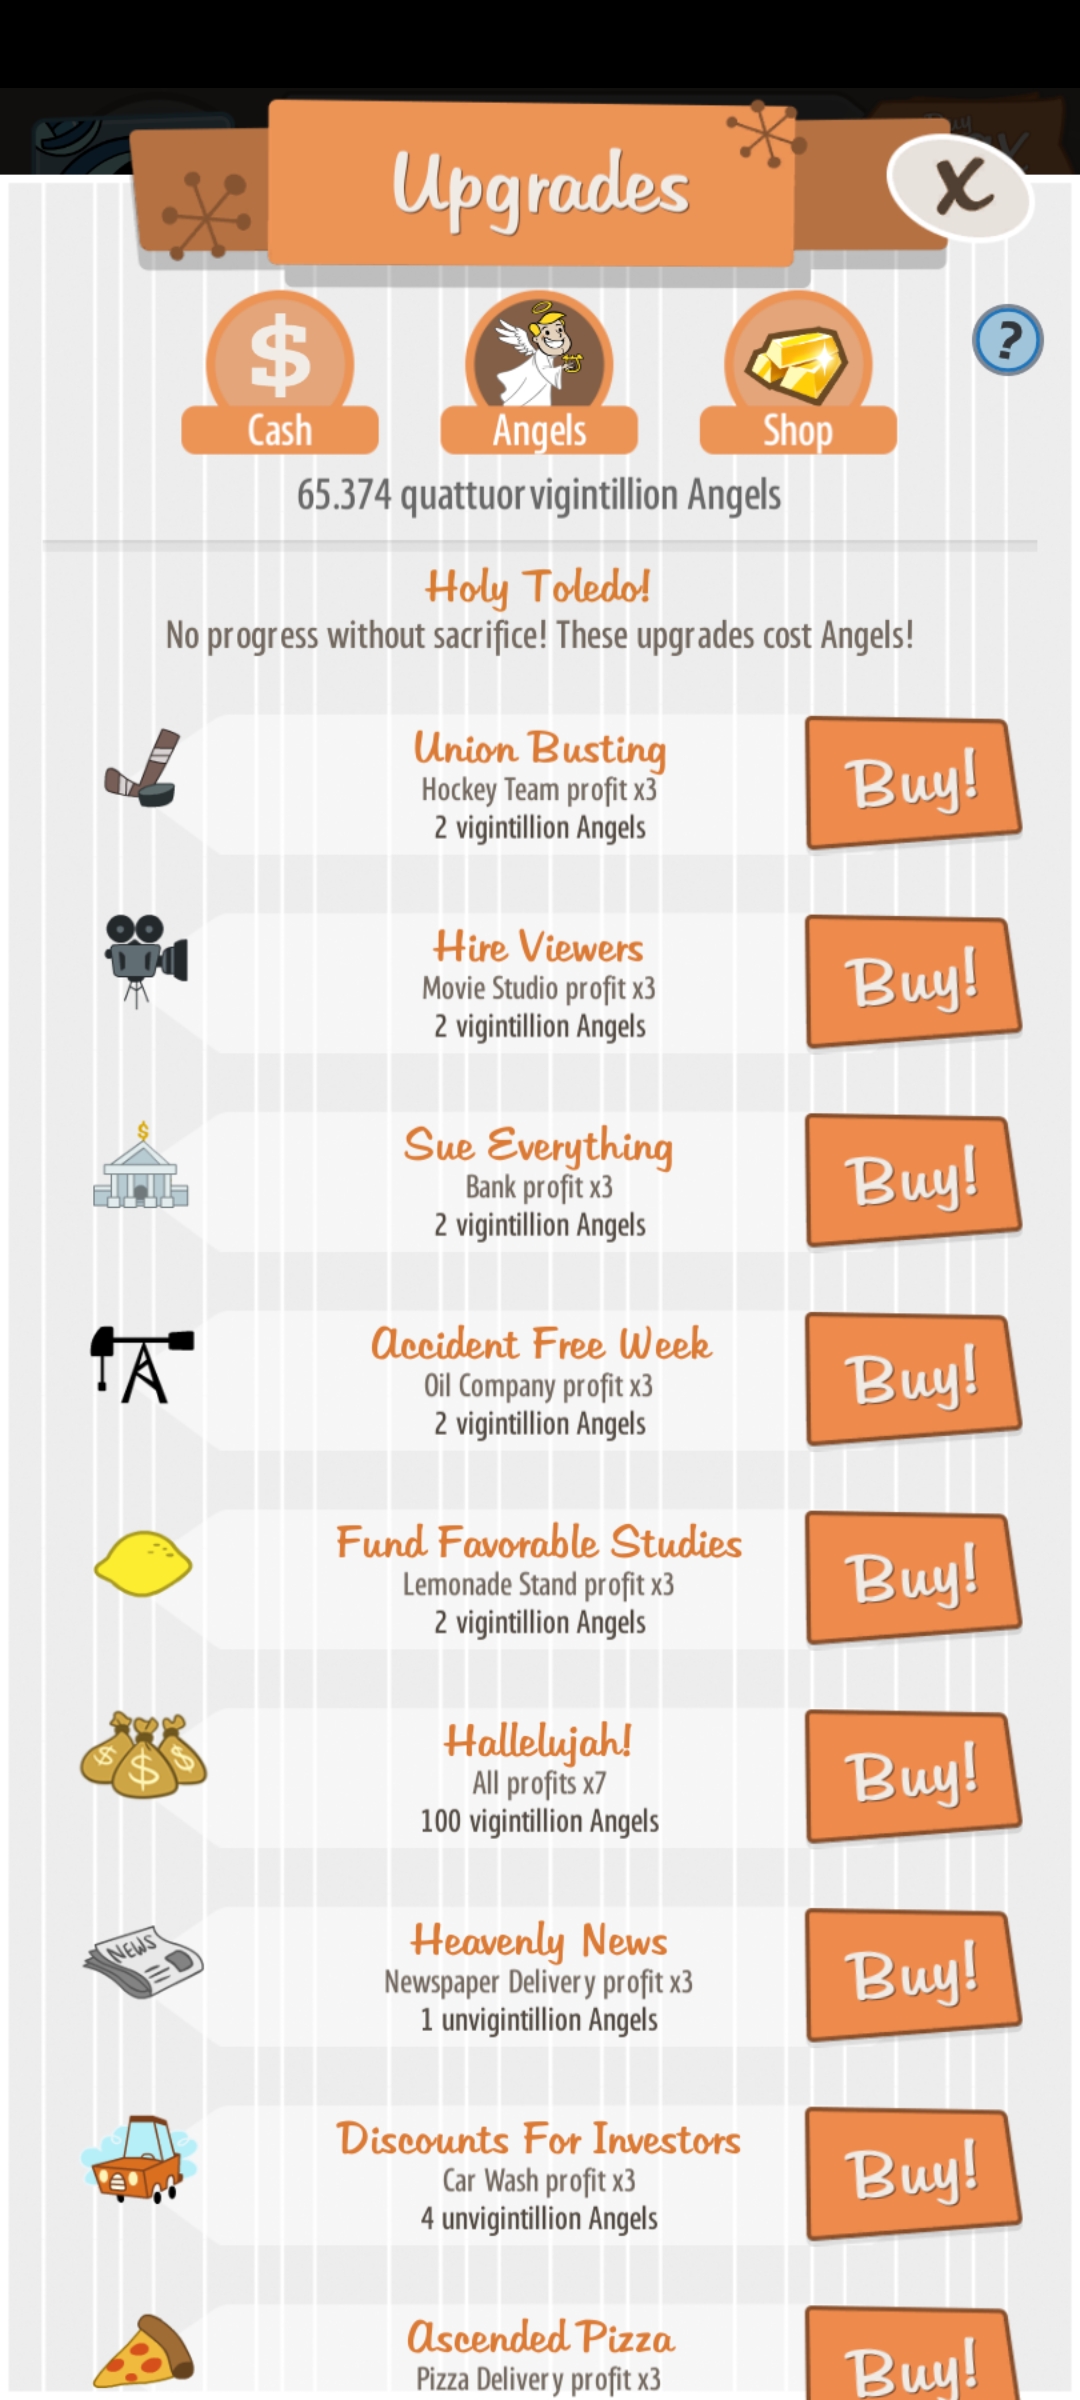 Buy
Upgrades
X
$
?
Cash
Angels
Shop
65.374 quattuorvigintillion Angels
Holy Toledo!
No progress without sacrifice! These upgrades cost Angels!
Union Busting
Hockey Team profit x3
2 vigintillion Angels
Buy!
Hire Viewers
Movie Studio profit x3
2 vigintillion Angels
Buy!
$
Sue Everything
Bank profit x3
2 vigintillion Angels
Buy!
Accident Free Week
Oil Company profit x3
2 vigintillion Angels
Buy!
Fund Favorable Studies
Lemonade Stand profit x3
2 vigintillion Angels
Buy!
$ $ $
Hallelujah!
All profits x7
100 vigintillion Angels
Buy!
NEWS
Heavenly News
Newspaper Delivery profit x3
1 unvigintillion Angels
Buy!
Discounts For Investors
Car Wash profit x3
4 unvigintillion Angels
Buy!
Ascended Pizza
Pizza Delivery profit x3
Buy!